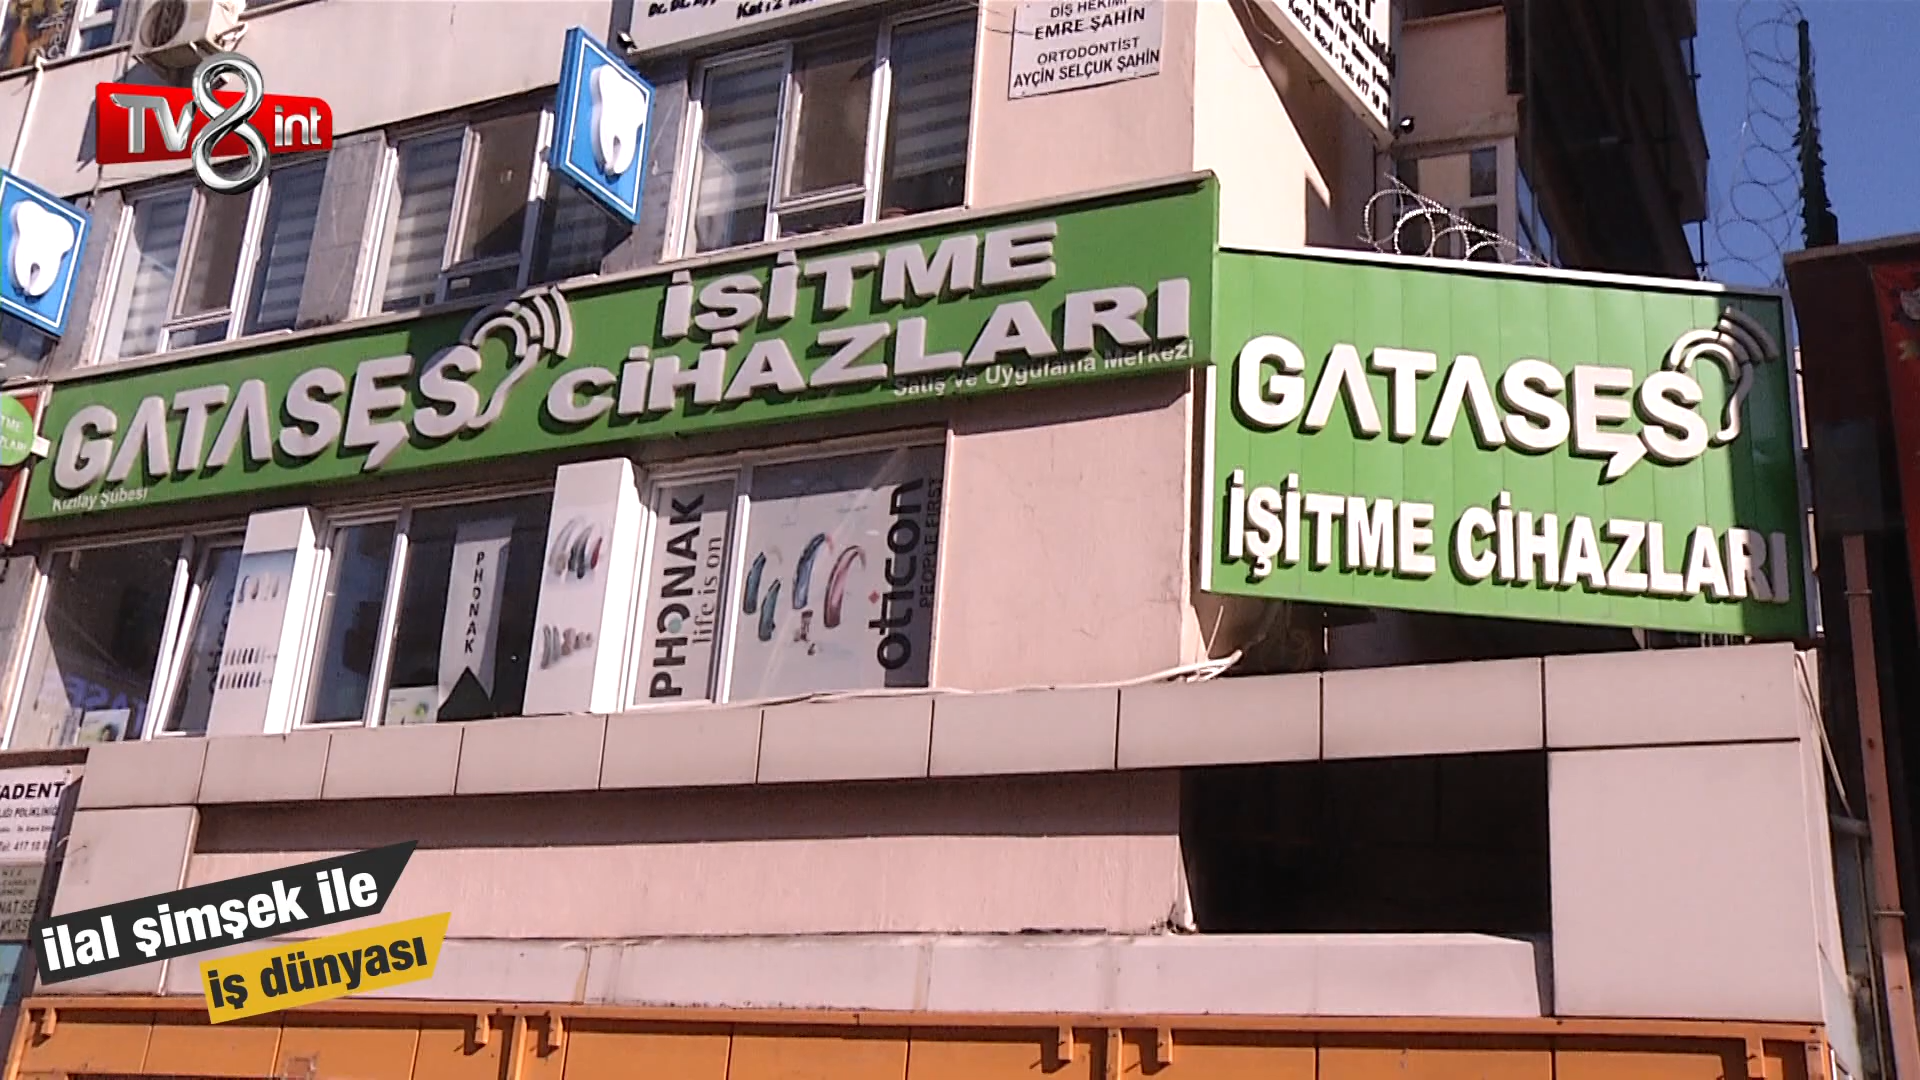 TV8int
DİŞ HEKİMİ
EMRE ŞAHİN
ORTODONTİST
AYÇİN SELÇUK ŞAHİN
GATASEŞ
İŞİTME
CİHAZLARI
Satış ve Uygulama Merkezi
Kızılay Şubesi
GATASEŞ
İŞİTME CİHAZLARI
PHONAK
PHONAK
life is on
oticon
PEOPLE FIRST
ADENT
ilal şimşek ile
iş dünyası